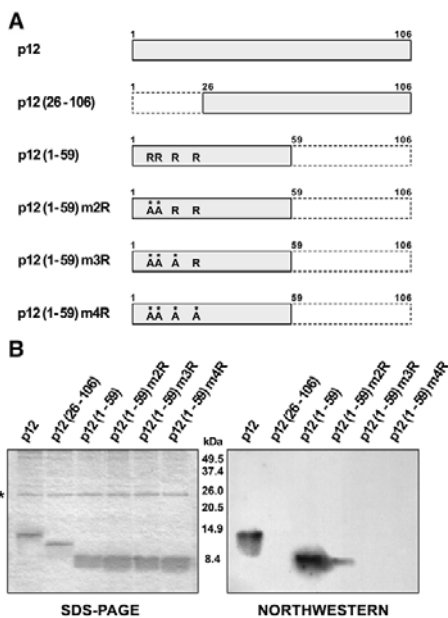 A
p12
1 106
p12 (26 - 106)
1 26 106
p12 (1 - 59)
1 59 106
RR R R
p12 (1 - 59) m2R
1 59 106
* *
AA R R
p12 (1 - 59) m3R
1 59 106
* * *
AA A R
p12 (1 - 59) m4R
1 59 106
* * * *
AA A A
B
p12
p12 (26 - 106)
p12 (1 - 59)
p12 (1 - 59) m2R
p12 (1 - 59) m3R
p12 (1 - 59) m4R
p12
p12 (26 - 106)
p12 (1 - 59)
p12 (1 - 59) m2R
p12 (1 - 59) m3R
p12 (1 - 59) m4R
kDa
49.5
37.4
26.0
20.5
14.9
8.4
*
SDS-PAGE
NORTHWESTERN